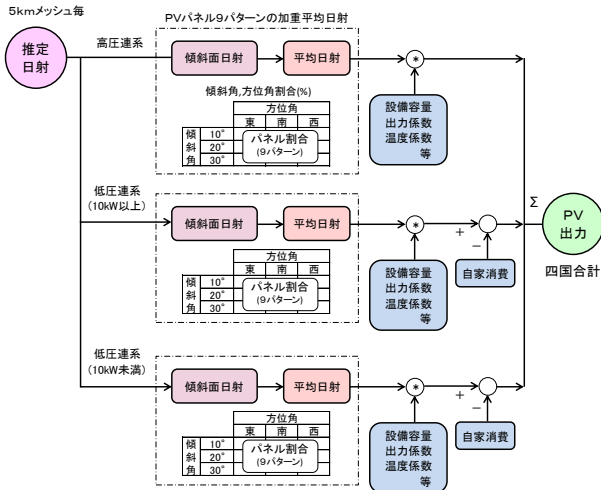 5kmメッシュ毎
PVパネル9パターンの加重平均日射
推定
日射
高圧連系
傾斜面日射
平均日射
*
傾斜角,方位角割合(%)
方位角
東 南 西
傾 10°
斜 20°
角 30°
パネル割合
(9パターン)
設備容量
出力係数
温度係数
等
低圧連系
(10kW以上)
傾斜面日射
平均日射
*
+
−
自家消費
方位角
東 南 西
傾 10°
斜 20°
角 30°
パネル割合
(9パターン)
設備容量
出力係数
温度係数
等
Σ
PV
出力
四国合計
低圧連系
(10kW未満)
傾斜面日射
平均日射
*
+
−
自家消費
方位角
東 南 西
傾 10°
斜 20°
角 30°
パネル割合
(9パターン)
設備容量
出力係数
温度係数
等